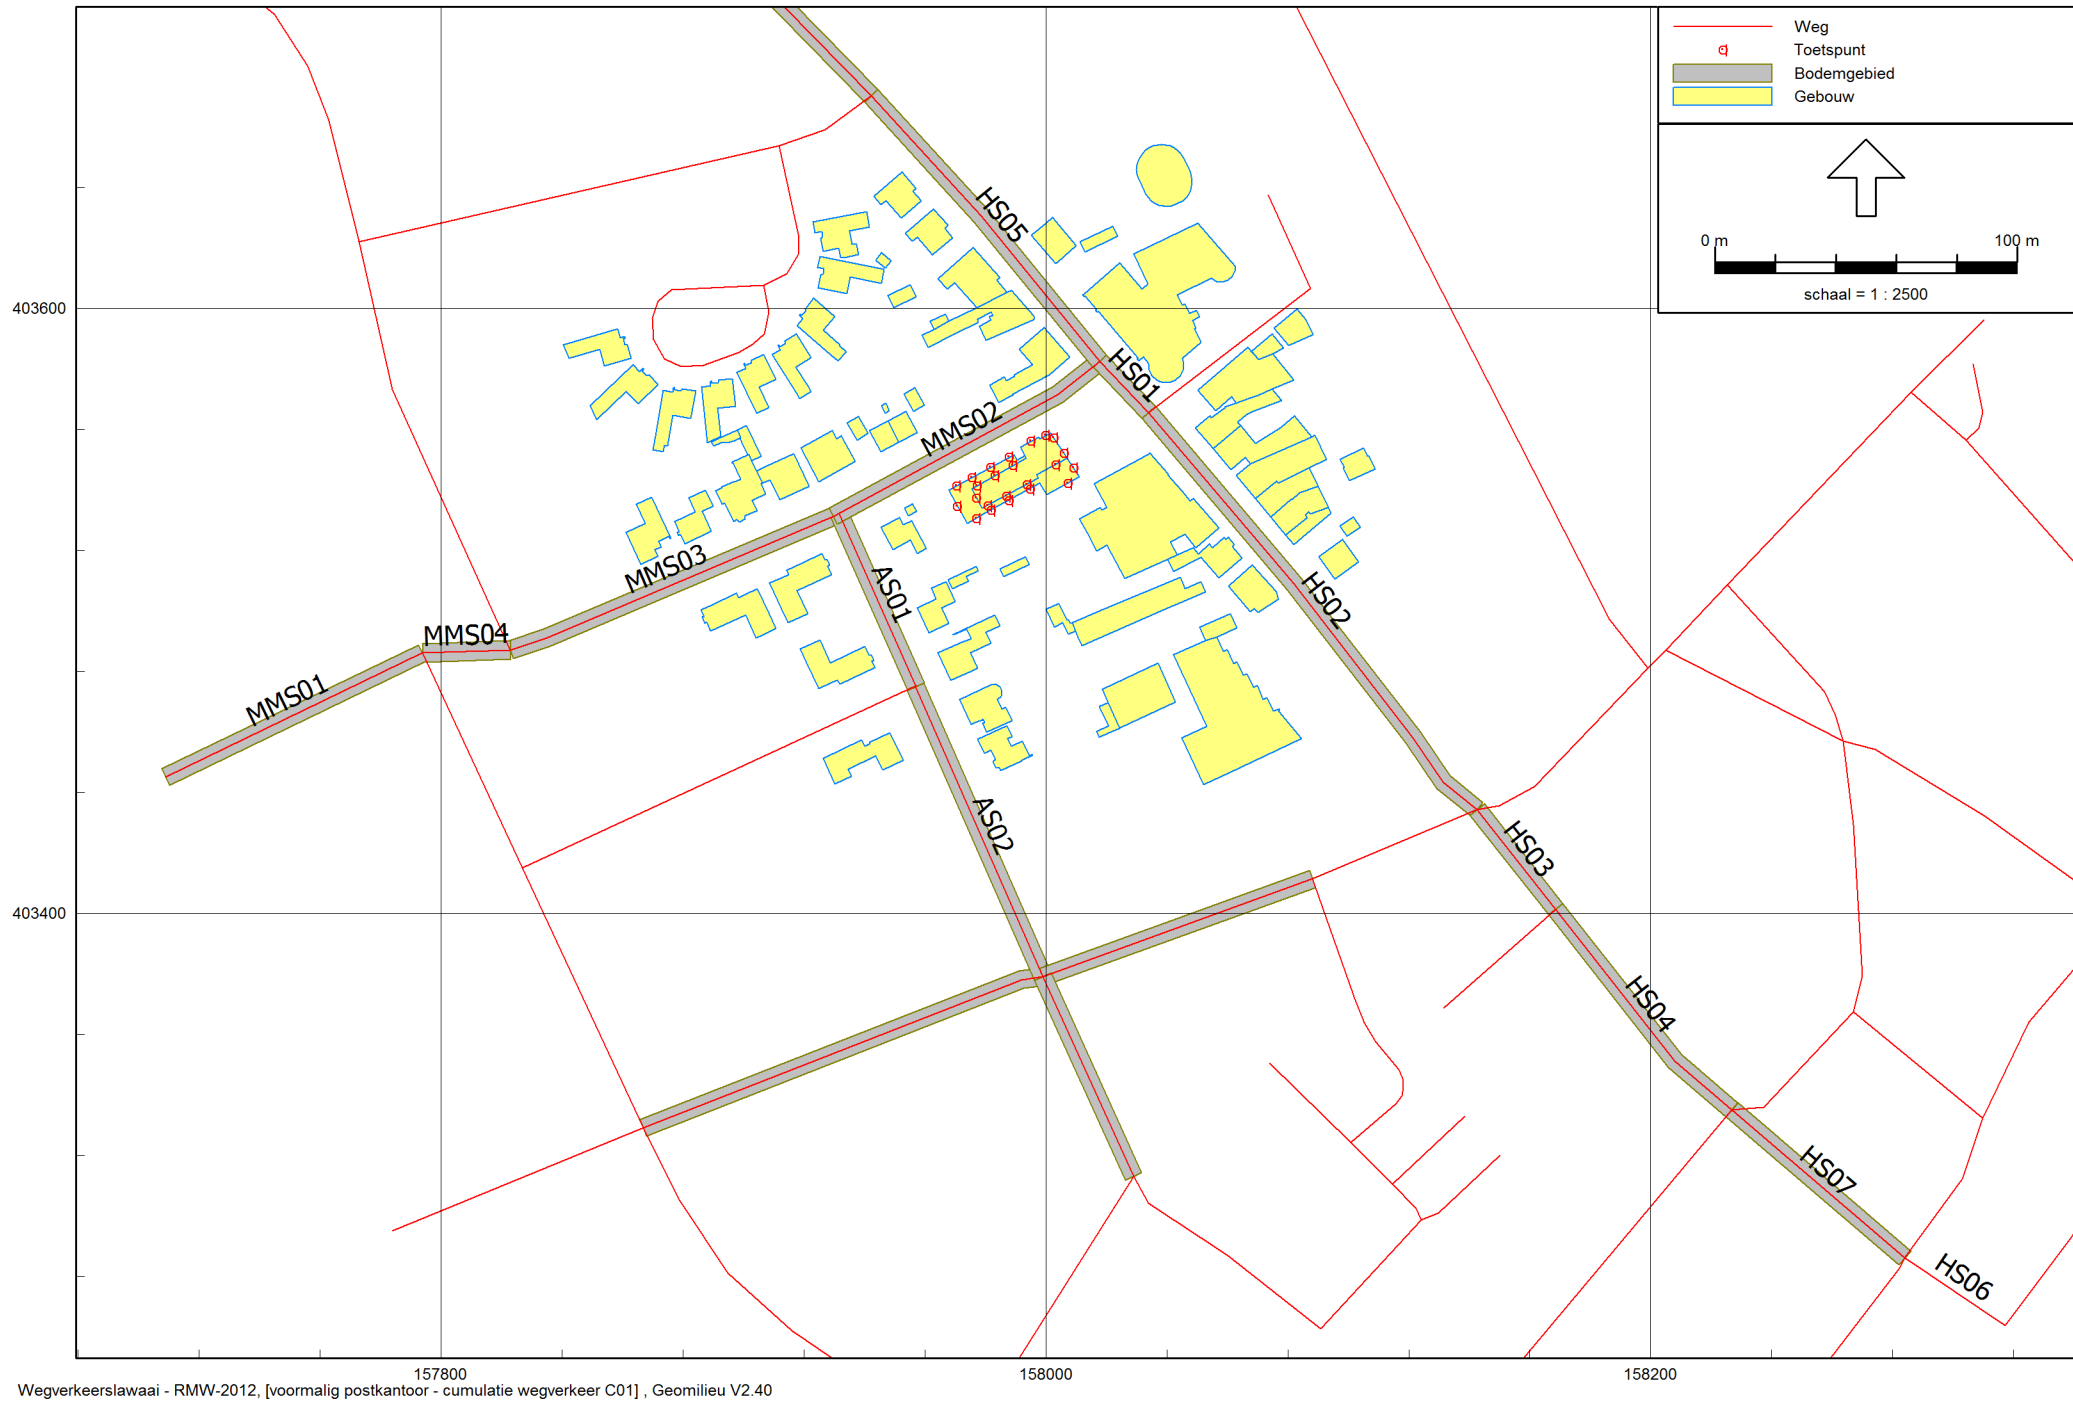 Weg
Toetspunt
Bodemgebied
Gebouw
0 m
100 m
schaal = 1 : 2500
HS05
403600
HS01
MMS02
MMS03
AS01
HS02
MMS04
MMS01
AS02
HS03
403400
HS04
HS07
HS06
157800
158000
158200
Wegverkeerslawaai - RMW-2012, [voormalig postkantoor - cumulatie wegverkeer C01] , Geomilieu V2.40